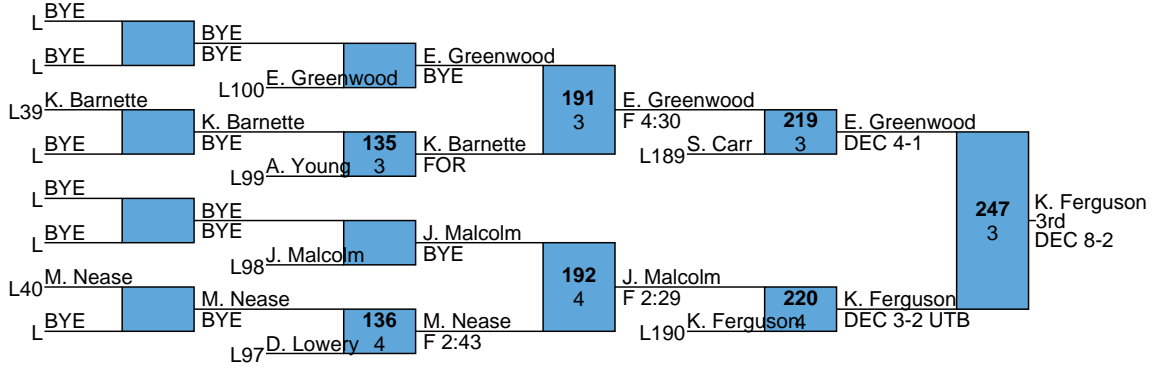 BYE
L
BYE
BYE
BYE
L
E. Greenwood
BYE
E. Greenwood
L100
191
3
E. Greenwood
F 4:30
K. Barnette
L39
K. Barnette
BYE
BYE
L
135
3
K. Barnette
FOR
A. Young
L99
219
3
S. Carr
L189
E. Greenwood
DEC 4-1
BYE
L
BYE
BYE
BYE
L
J. Malcolm
BYE
J. Malcolm
L98
247
3
K. Ferguson
3rd
DEC 8-2
192
4
J. Malcolm
F 2:29
M. Nease
L40
M. Nease
BYE
BYE
L
136
4
M. Nease
F 2:43
D. Lowery
L97
220
4
K. Ferguson
L190
K. Ferguson
DEC 3-2 UTB